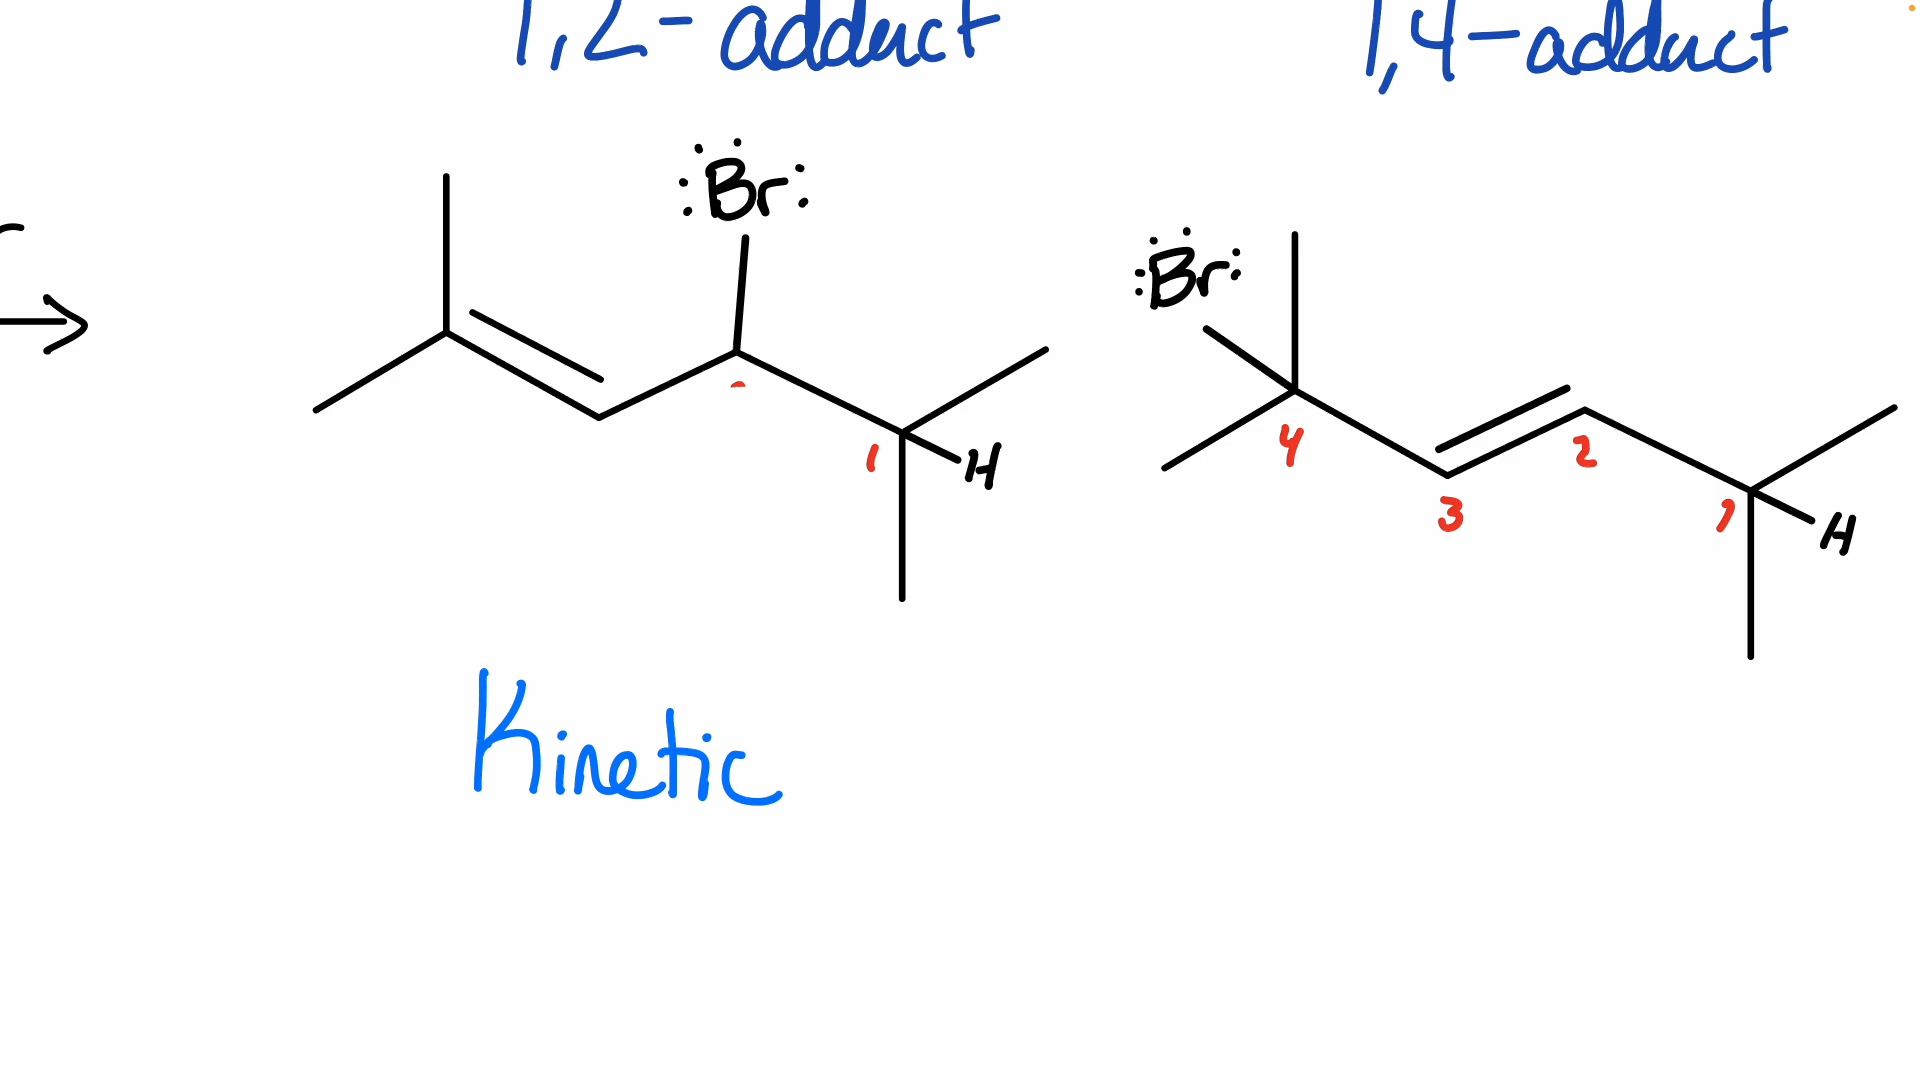 1,2-adduct 1,4-adduct
:Br: :Br:
4 2
1 H 3 1 H
Kinetic